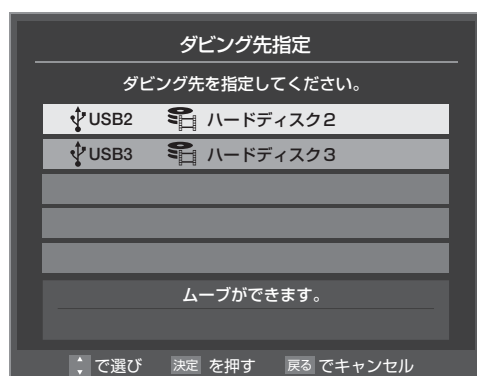 ダビング先指定
ダビング先を指定してください。
USB2 ハードディスク2
USB3 ハードディスク3
ムーブができます。
で選び 決定 を押す 戻る でキャンセル